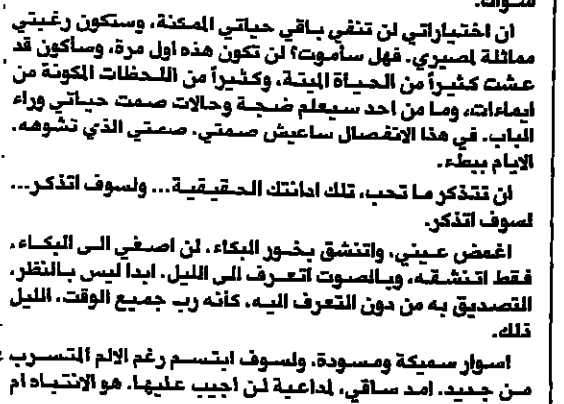 سنوات.
ان اختياراتي لن تنفي باقي حياتي الممكنة، وستكون رغبتي
مماثلة لمصيري. فهل سأموت؟ لن تكون هذه اول مرة، وسأكون قد
عشت كثيراً من الحياة الميتة، وكثيراً من اللحظات المكونة من
ايماءات، وما من احد سيعلم ضجة وحالات صمت حياتي وراء
الباب. في هذا الانفصال ساعيش صمتي. صمتي الذي تشوهه
الايام ببطء.
لن تتذكر ما تحب، تلك ادانتك الحقيقية... ولسوف اتذكر...
لسوف اتذكر.
اغمض عيني، واتنشق بخور البكاء، لن اصغي الى البكاء،
فقط اتنشقه، وبالصوت اتعرف الى الليل. ابدا ليس بالنظر،
التصديق به من دون التعرف اليه، كأنه رب جميع الوقت، الليل
ذلك.
اسوار سميكة ومسودة، ولسوف ابتسم رغم الالم المتسرب
من جديد. امد ساقي، لداعية لن اجيب عليها. هو الانتباه ام